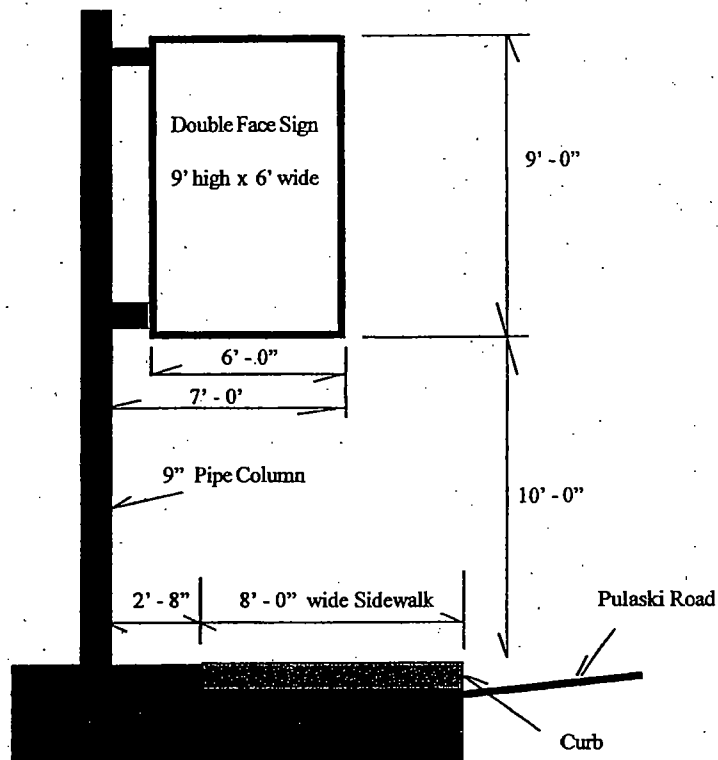 Double Face Sign
9' high x 6' wide
9' - 0"
6' - 0"
7' - 0'
9" Pipe Column
10' - 0"
2' - 8"
8' - 0" wide Sidewalk
Pulaski Road
Curb